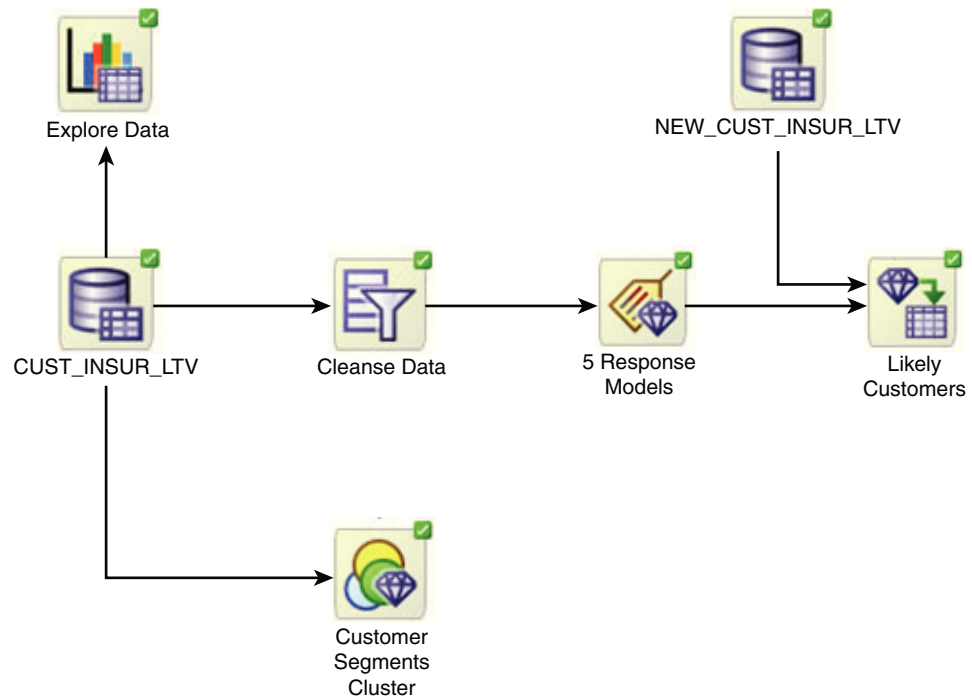 Explore Data
NEW_CUST_INSUR_LTV
CUST_INSUR_LTV
Cleanse Data
5 Response
Models
Likely
Customers
Customer
Segments
Cluster